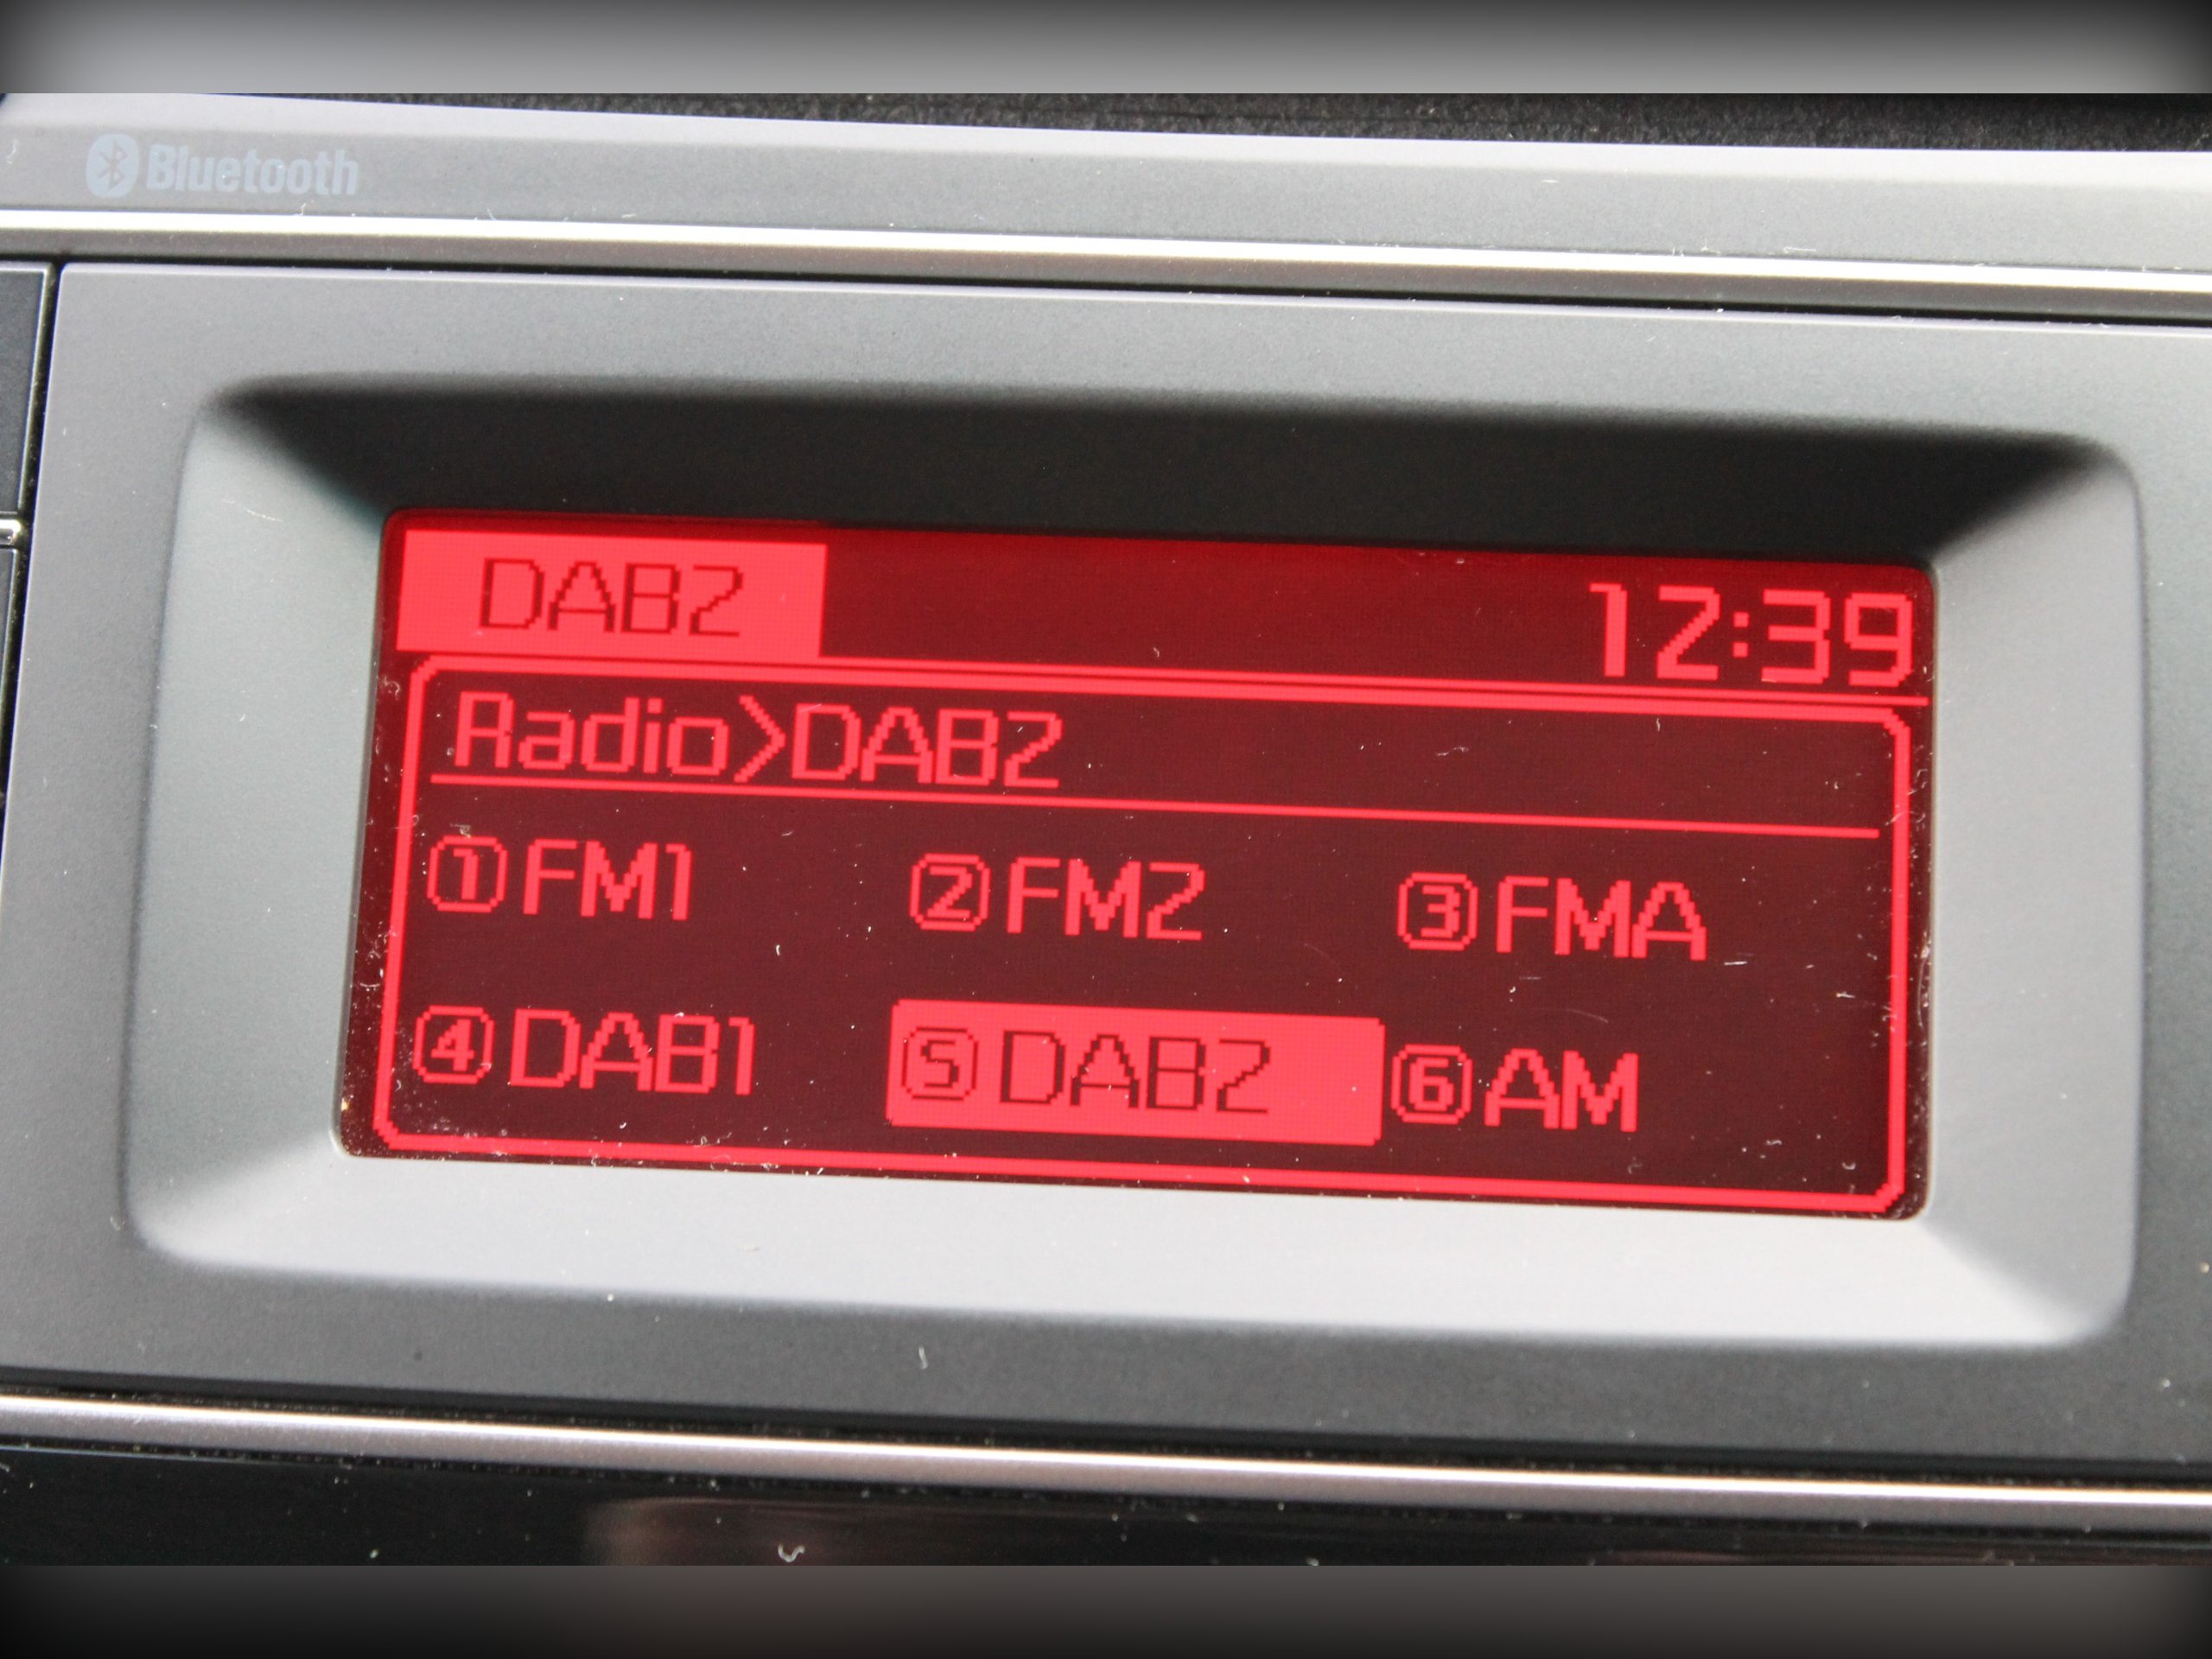 Bluetooth
DAB2 12:39
Radio>DAB2
①FM1 ②FM2 ③FMA
④DAB1 ⑤DAB2 ⑥AM